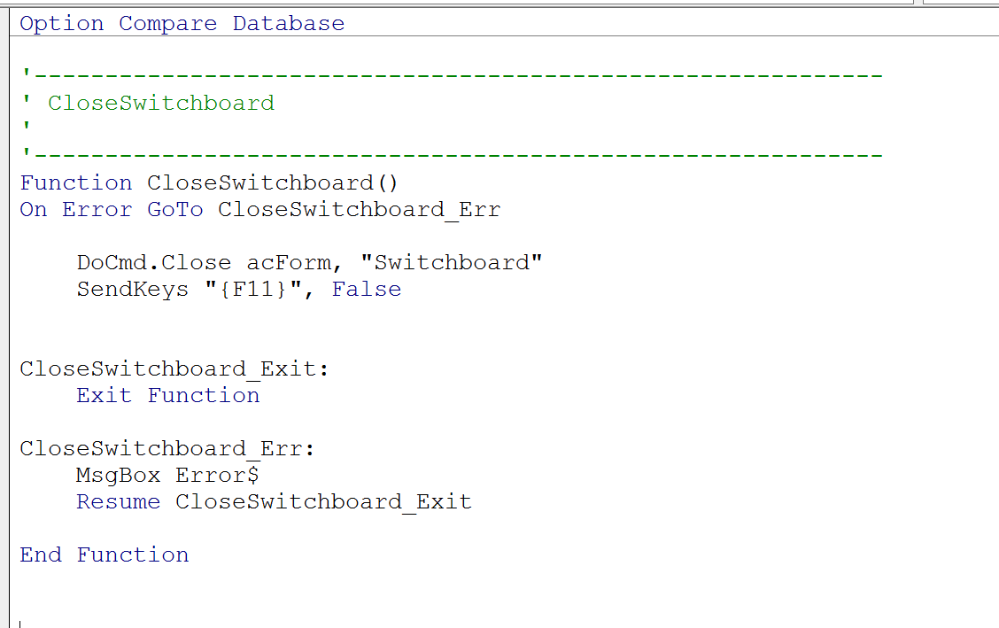 Option Compare Database
'------------------------------------------------------------
' CloseSwitchboard
'
'------------------------------------------------------------
Function CloseSwitchboard()
On Error GoTo CloseSwitchboard_Err
    DoCmd.Close acForm, "Switchboard"
    SendKeys "{F11}", False
CloseSwitchboard_Exit:
    Exit Function
CloseSwitchboard_Err:
    MsgBox Error$
    Resume CloseSwitchboard_Exit
End Function